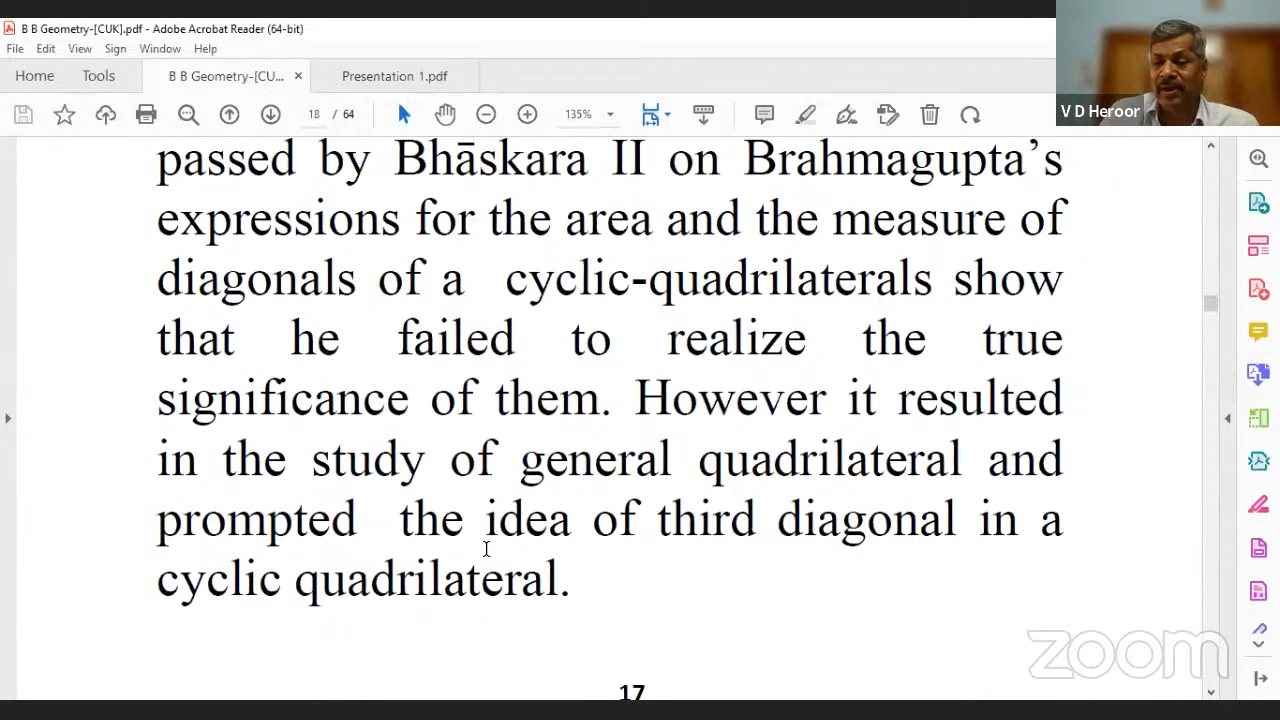 B B Geometry-[CUK].pdf - Adobe Acrobat Reader (64-bit)
File Edit View Sign Window Help
Home Tools B B Geometry-[CU... × Presentation 1.pdf
18 / 64 135%
V D Heroor
passed by Bhāskara II on Brahmagupta’s
expressions for the area and the measure of
diagonals of a cyclic-quadrilaterals show
that he failed to realize the true
significance of them. However it resulted
in the study of general quadrilateral and
prompted the idea of third diagonal in a
cyclic quadrilateral.
zoom
17